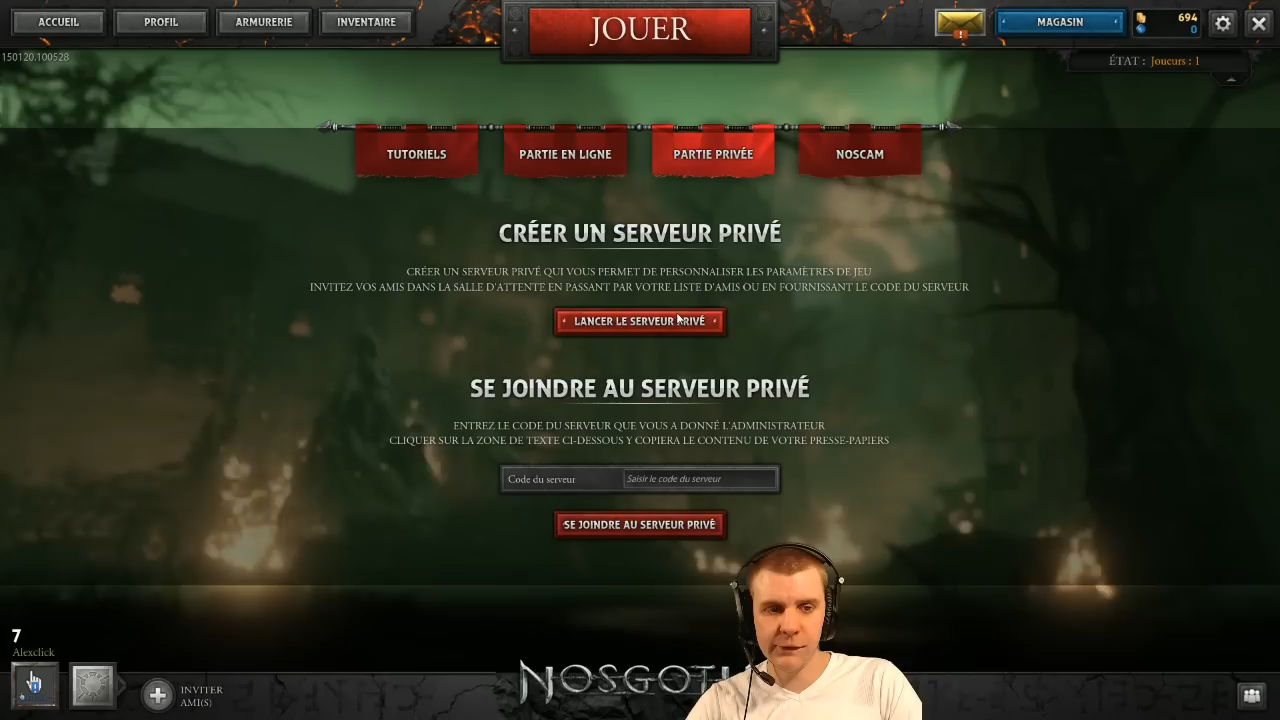 ACCUEIL
PROFIL
ARMURERIE
INVENTAIRE
JOUER
MAGASIN
694
0
150120.100528
ÉTAT : Joueurs : 1
TUTORIELS
PARTIE EN LIGNE
PARTIE PRIVÉE
NOSCAM
CRÉER UN SERVEUR PRIVÉ
CRÉER UN SERVEUR PRIVÉ QUI VOUS PERMET DE PERSONNALISER LES PARAMÈTRES DE JEU
INVITEZ VOS AMIS DANS LA SALLE D'ATTENTE EN PASSANT PAR VOTRE LISTE D'AMIS OU EN FOURNISSANT LE CODE DU SERVEUR
LANCER LE SERVEUR PRIVÉ
SE JOINDRE AU SERVEUR PRIVÉ
ENTREZ LE CODE DU SERVEUR QUE VOUS A DONNÉ L'ADMINISTRATEUR
CLIQUER SUR LA ZONE DE TEXTE CI-DESSOUS Y COPIERA LE CONTENU DE VOTRE PRESSE-PAPIERS
Code du serveur
Saisir le code du serveur
SE JOINDRE AU SERVEUR PRIVÉ
7
Alexclick
INVITER
AMI(S)
NOSGOTH